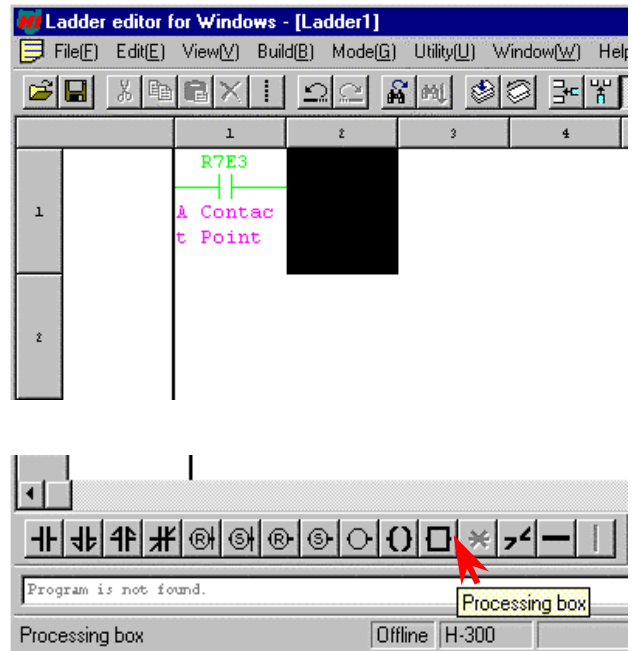 Ladder editor for Windows - [Ladder1]
File(F) Edit(E) View(V) Build(B) Mode(G) Utility(U) Window(W) Help
1 2 3 4
R7E3
1
A Contac
t Point
2
R S R S
Program is not found.
Processing box
Processing box Offline H-300